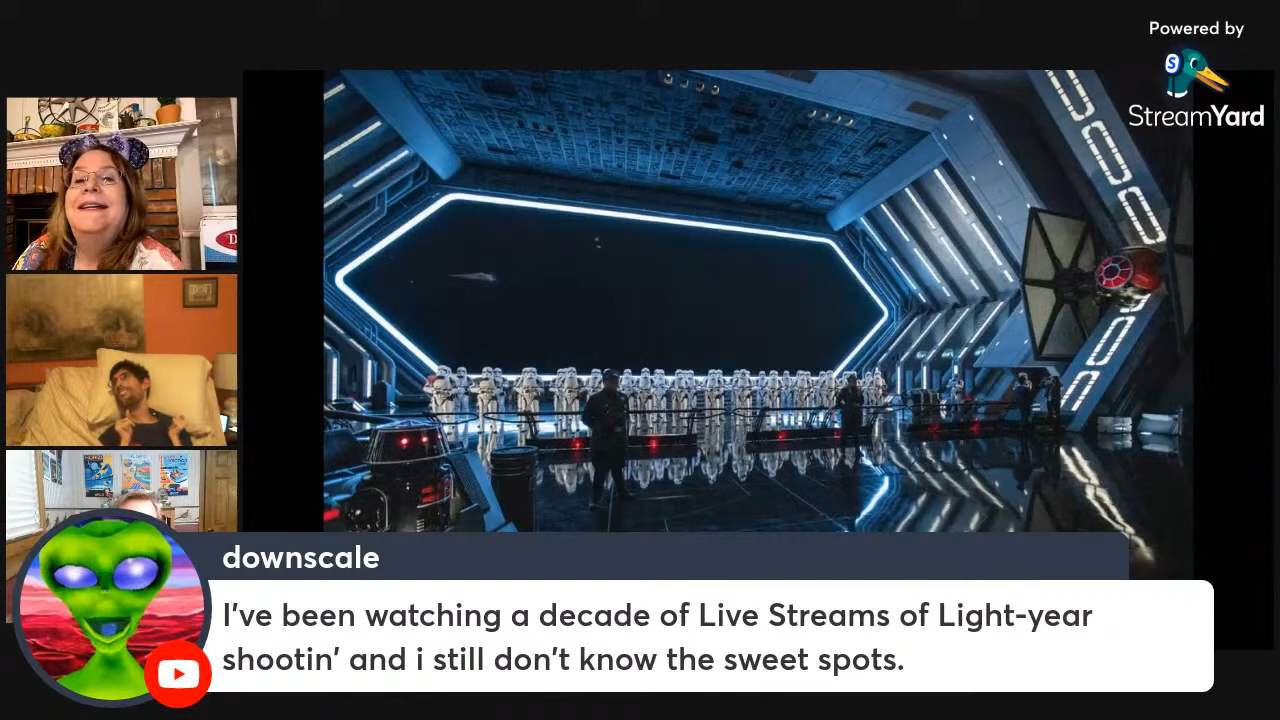 Powered by
StreamYard
downscale
I've been watching a decade of Live Streams of Light-year
shootin' and i still don't know the sweet spots.